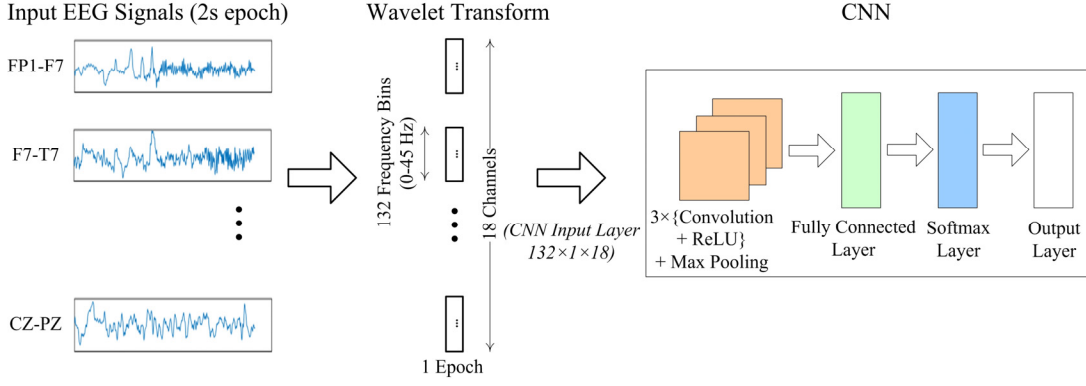 Input EEG Signals (2s epoch)
Wavelet Transform
CNN
FP1-F7
F7-T7
CZ-PZ
132 Frequency Bins
(0-45 Hz)
18 Channels
1 Epoch
(CNN Input Layer
132×1×18)
3×{Convolution
+ ReLU}
+ Max Pooling
Fully Connected
Layer
Softmax
Layer
Output
Layer